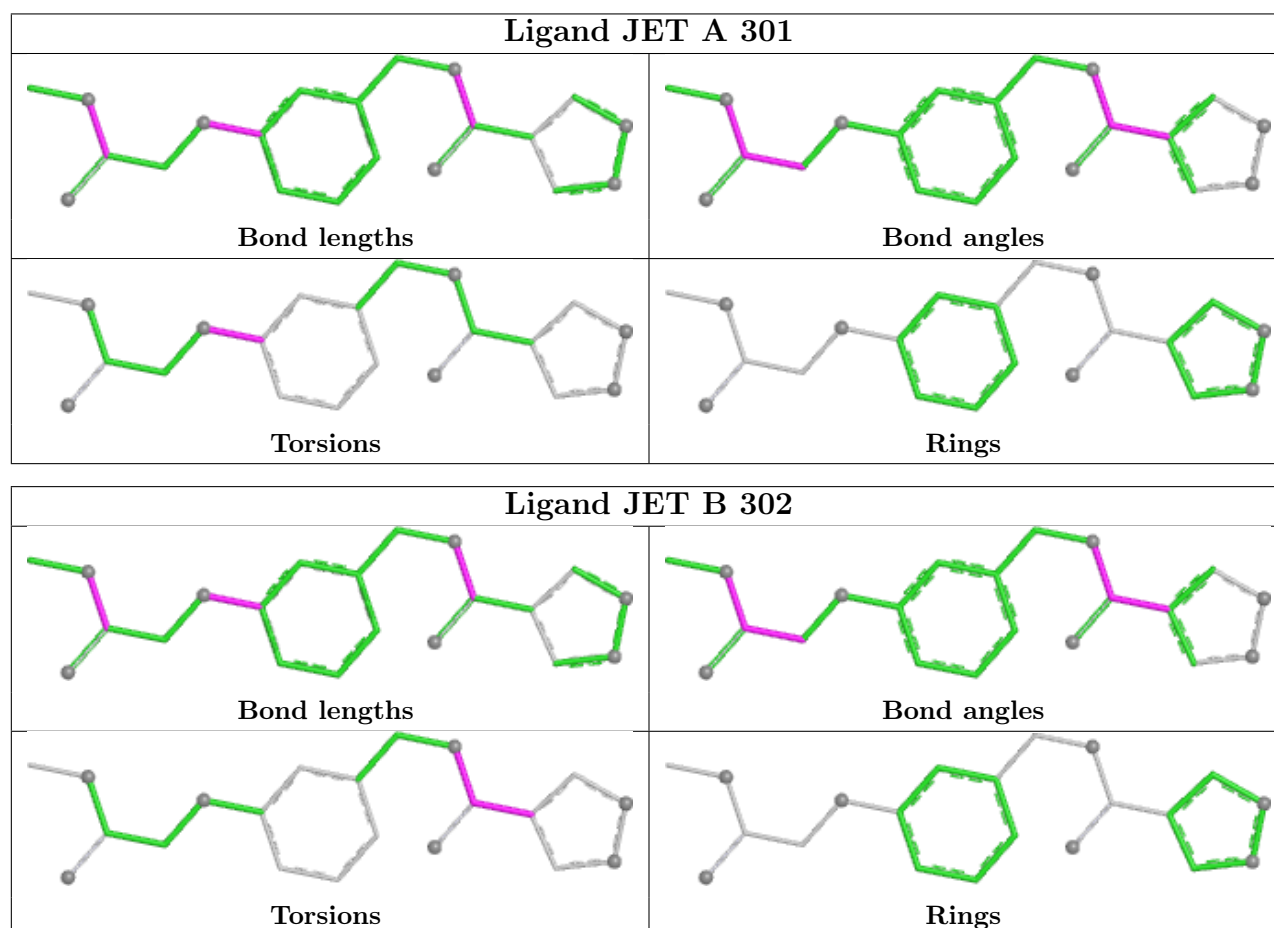 Ligand JET A 301
Bond lengths
Bond angles
Torsions
Rings
Ligand JET B 302
Bond lengths
Bond angles
Torsions
Rings